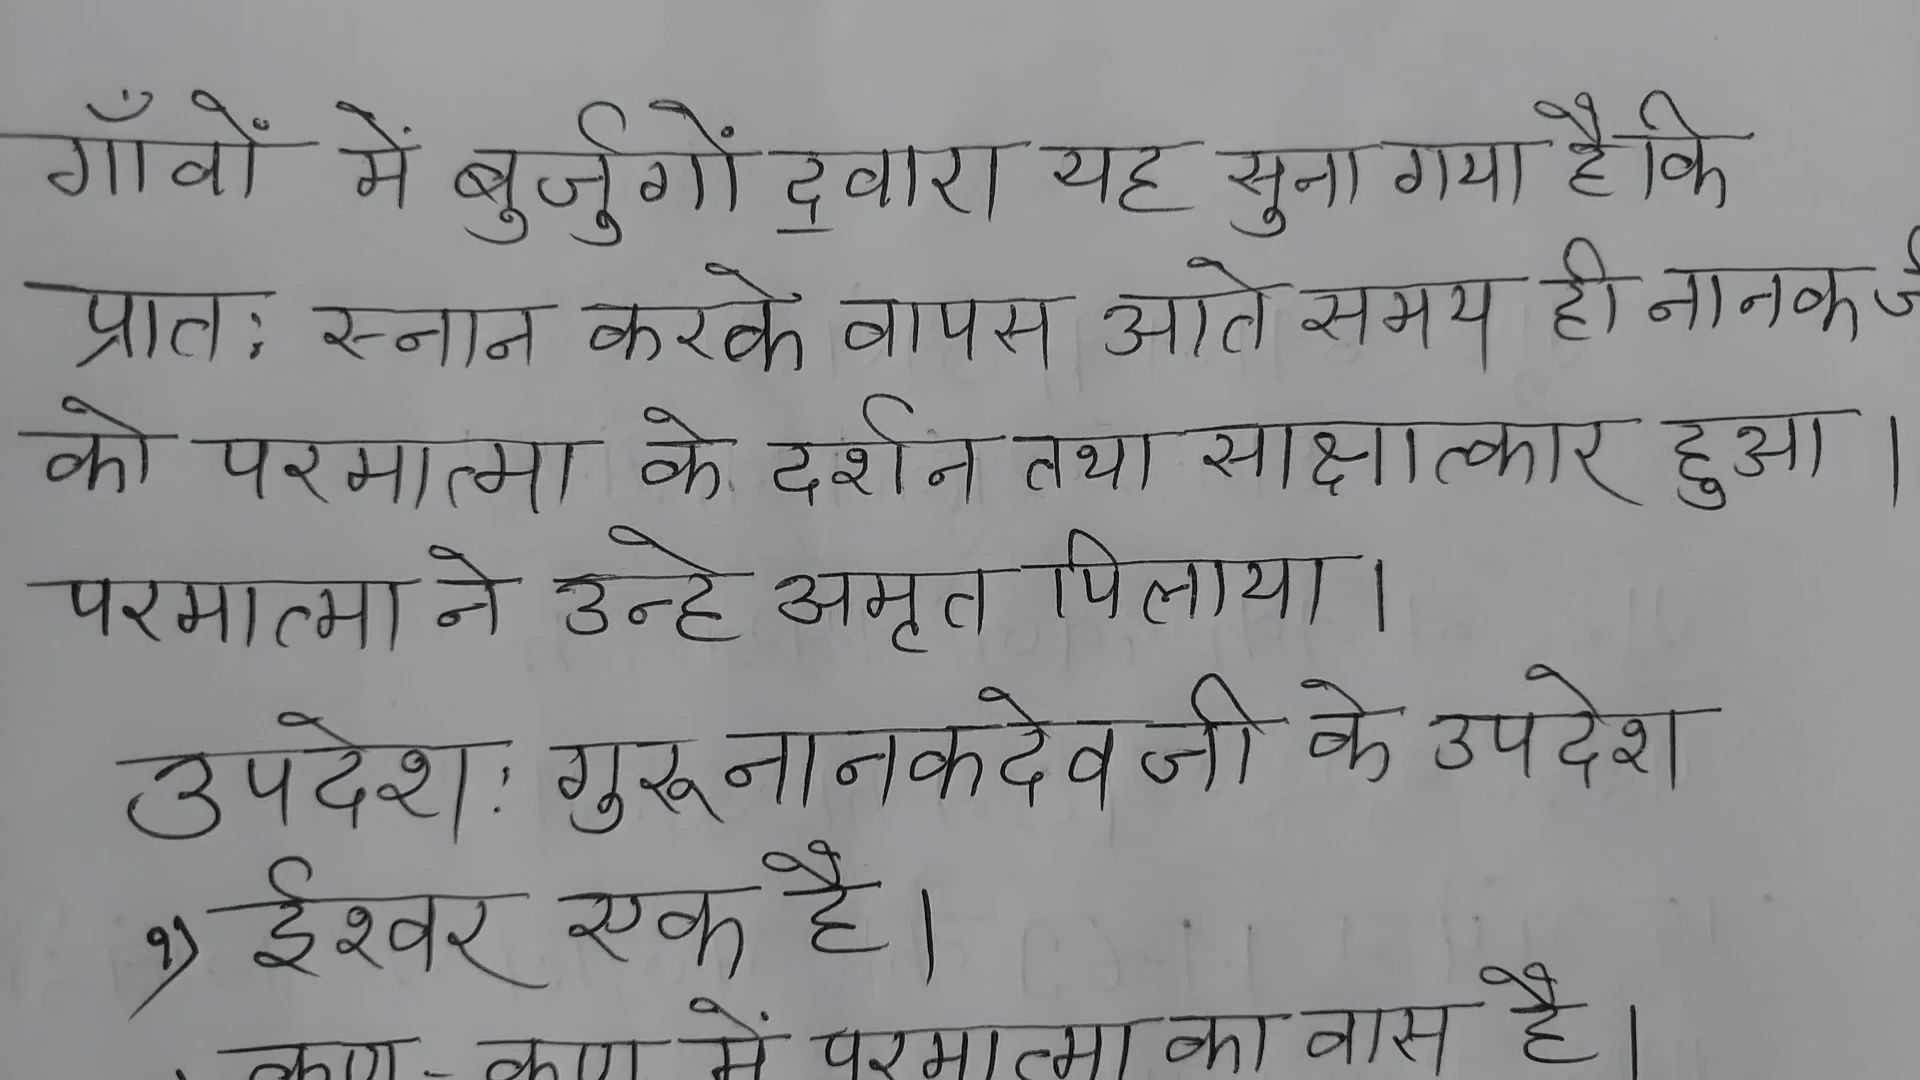 गाँवों में बुर्जुगों द्‌वारा यह सुना गया है कि
प्रातः स्नान करके वापस आते समय ही नानक
को परमात्मा के दर्शन तथा साक्षात्कार हुआ ।
परमात्मा ने उन्हे अमृत पिलाया ।
उपदेश : गुरू नानकदेव जी के उपदेश
१) ईश्वर एक है ।
कण - कण में परमात्मा का वास है ।